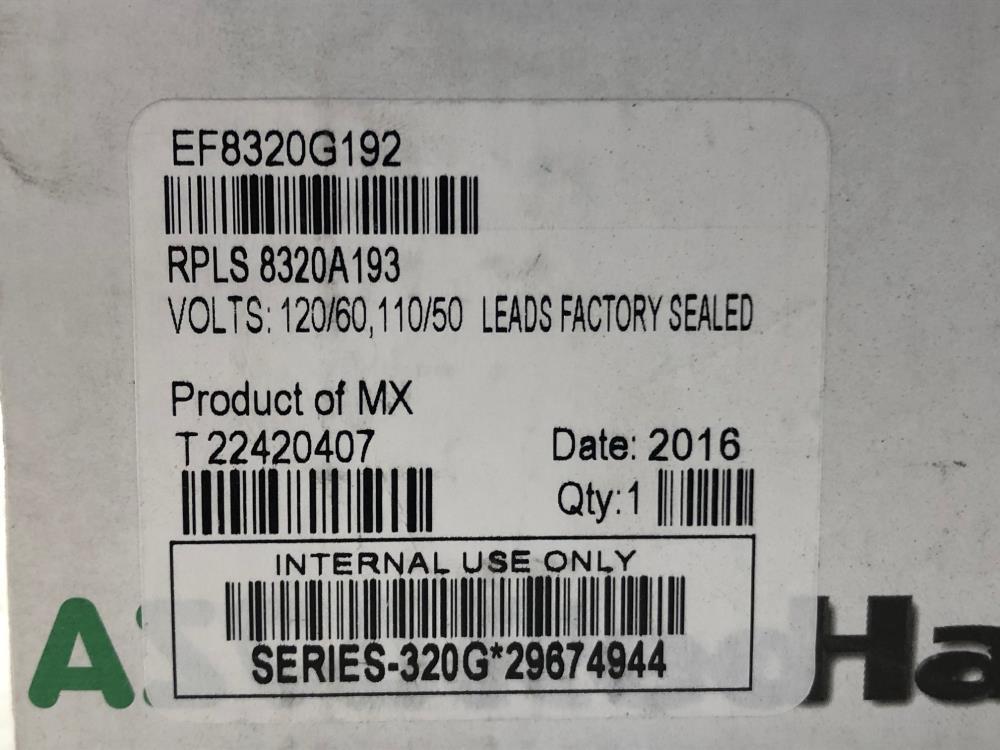 EF8320G192
RPLS 8320A193
VOLTS: 120/60,110/50 LEADS FACTORY SEALED
Product of MX
T 22420407
Date: 2016
Qty:1
INTERNAL USE ONLY
SERIES-320G*29674944